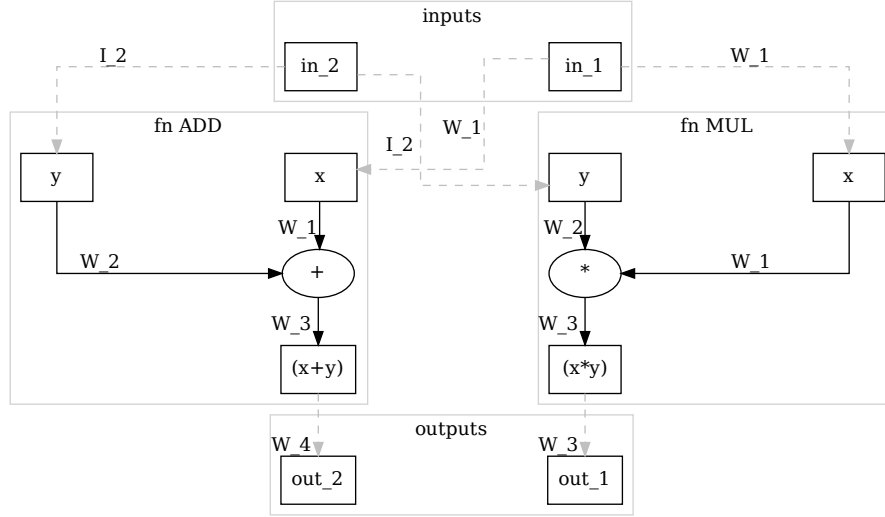 inputs
I_2
in_2
in_1
W_1
fn ADD
W_1
fn MUL
I_2
y
x
y
x
W_1
W_2
W_2
+
W_1
*
W_3
W_3
(x+y)
(x*y)
outputs
W_4
W_3
out_2
out_1